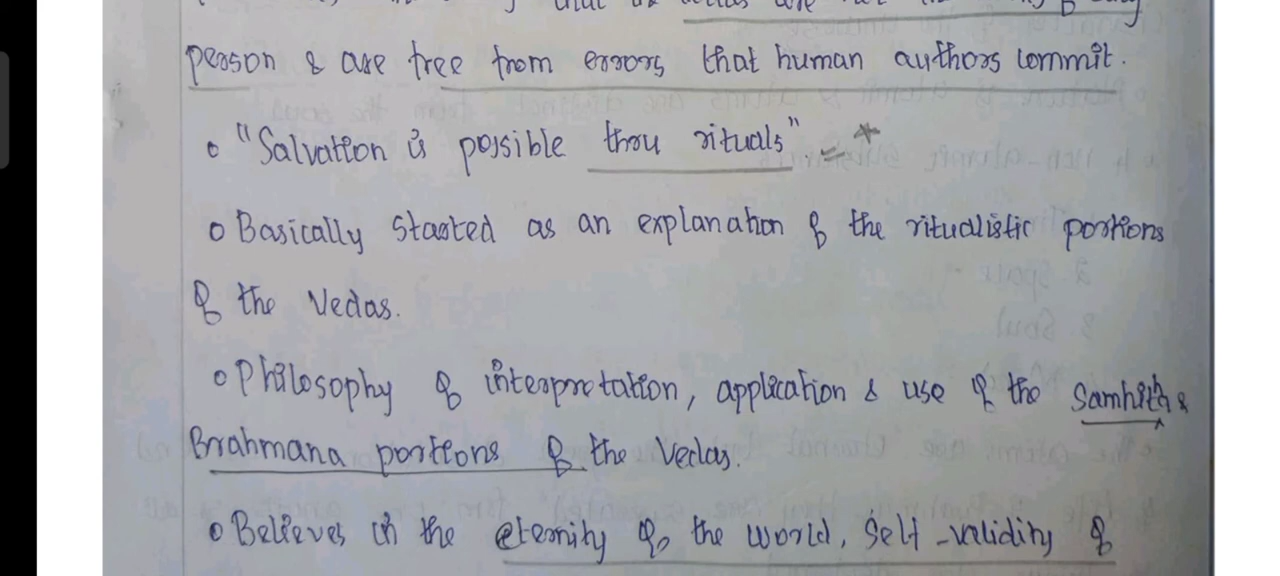 person & are free from errors that human authors commit.
"Salvation is possible thru rituals"
Basically started as an explanation of the ritualistic portions
of the Vedas.
Philosophy of interpretation, application & use of the Samhith &
Brahmana portions of the Vedas.
Believes in the eternity of the world, Self-validity of